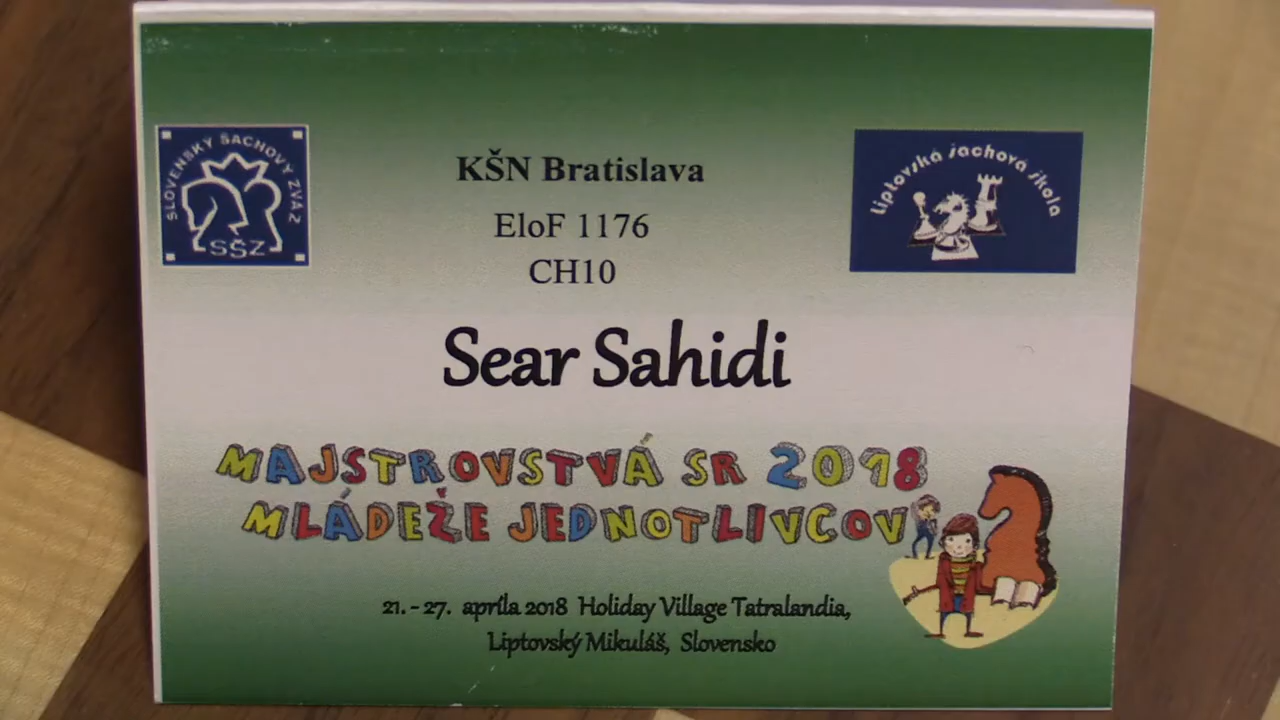 SLOVENSKÝ ŠACHOVÝ ZVÄZ
SŠZ
KŠN Bratislava
EloF 1176
CH10
Liptovská šachová škola
Sear Sahidi
MAJSTROVSTVÁ SR 2018
MLÁDEŽE JEDNOTLIVCOV
21. - 27. apríla 2018 Holiday Village Tatralandia,
Liptovský Mikuláš, Slovensko